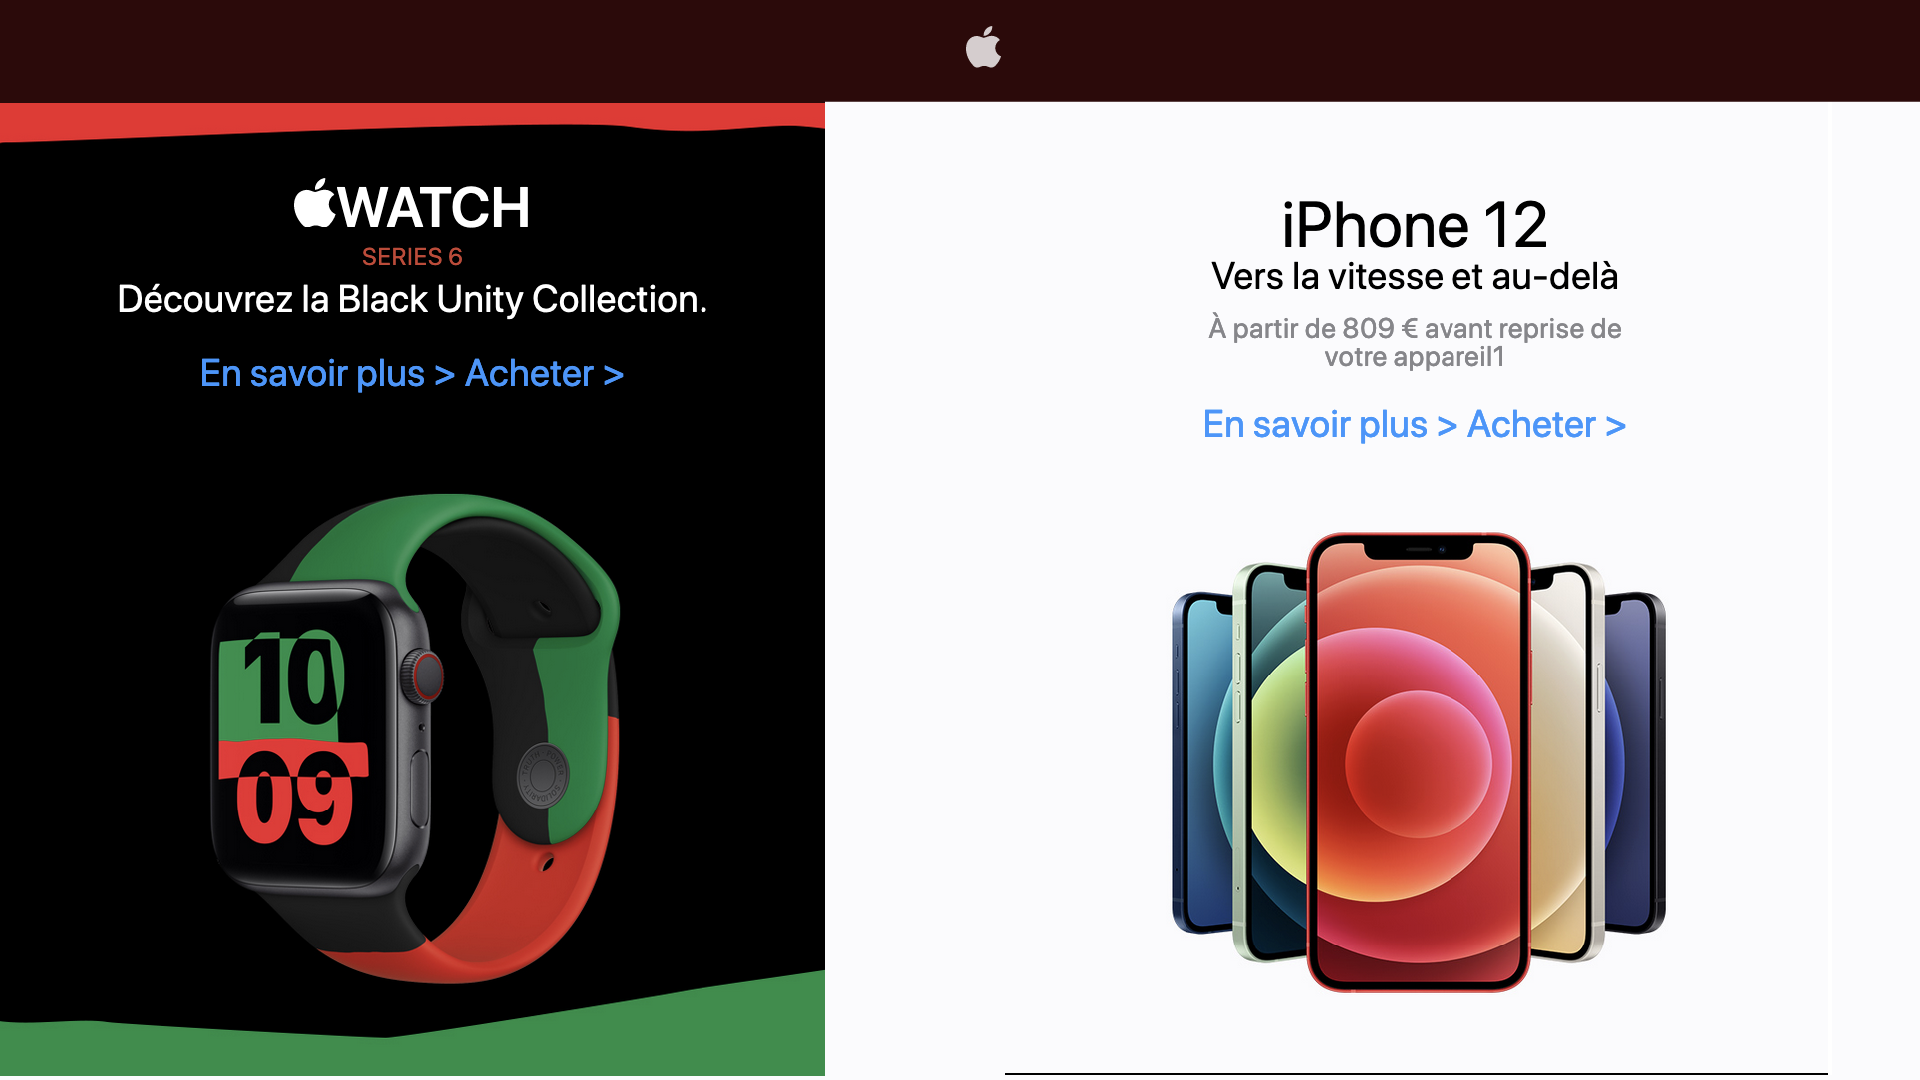 WATCH
SERIES 6
Découvrez la Black Unity Collection.
En savoir plus > Acheter >
10
09
iPhone 12
Vers la vitesse et au-delà
À partir de 809 € avant reprise de
votre appareil1
En savoir plus > Acheter >